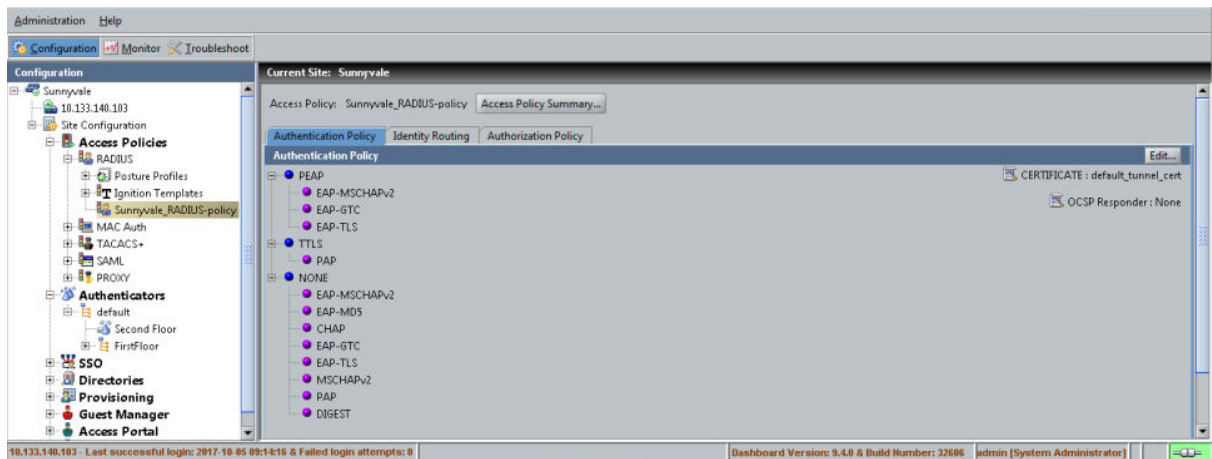 Administration Help
Configuration Monitor Troubleshoot
Configuration
Sunnyvale
10.133.140.103
Site Configuration
Access Policies
RADIUS
Posture Profiles
Ignition Templates
Sunnyvale_RADIUS-policy
MAC Auth
TACACS+
SAML
PROXY
Authenticators
default
Second Floor
FirstFloor
SSO
Directories
Provisioning
Guest Manager
Access Portal
Current Site: Sunnyvale
Access Policy: Sunnyvale_RADIUS-policy Access Policy Summary...
Authentication Policy Identity Routing Authorization Policy
Authentication Policy Edit...
PEAP
EAP-MSCHAPv2
EAP-GTC
EAP-TLS
TTLS
PAP
NONE
EAP-MSCHAPv2
EAP-MD5
CHAP
EAP-GTC
EAP-TLS
MSCHAPv2
PAP
DIGEST
CERTIFICATE : default_tunnel_cert
OCSP Responder : None
10.133.140.103 - Last successful login: 2017-10-05 09:14:16 & Failed login attempts: 0 Dashboard Version: 9.4.0 & Build Number: 32686 admin [System Administrator]